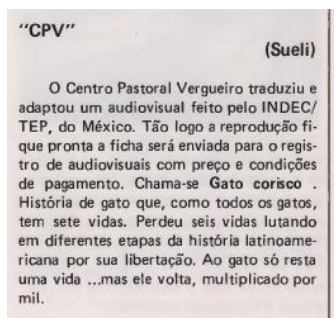 "CPV"
(Sueli)
O Centro Pastoral Vergueiro traduziu e
adaptou um audiovisual feito pelo INDEC/
TEP, do México. Tão logo a reprodução fi-
que pronta a ficha será enviada para o regis-
tro de audiovisuais com preço e condições
de pagamento. Chama-se Gato corisco .
História de gato que, como todos os gatos,
tem sete vidas. Perdeu seis vidas lutando
em diferentes etapas da história latinoame-
ricana por sua libertação. Ao gato só resta
uma vida ...mas ele volta, multiplicado por
mil.